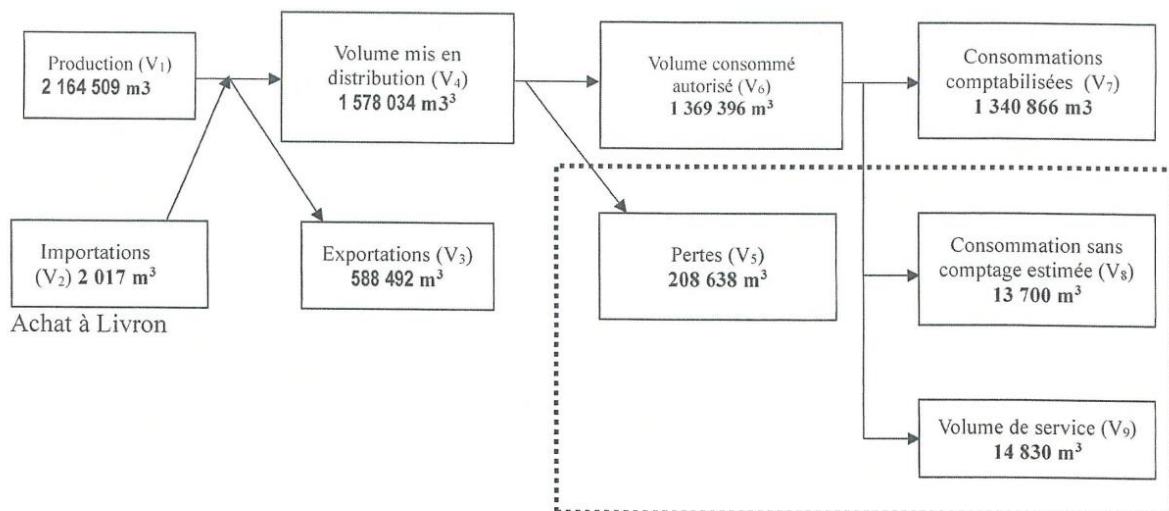 Production (V₁)
2 164 509 m3
Volume mis en
distribution (V₄)
1 578 034 m3³
Volume consommé
autorisé (V₆)
1 369 396 m³
Consommations
comptabilisées (V₇)
1 340 866 m3
Importations
(V₂) 2 017 m³
Achat à Livron
Exportations (V₃)
588 492 m³
Pertes (V₅)
208 638 m³
Consommation sans
comptage estimée (V₈)
13 700 m³
Volume de service (V₉)
14 830 m³